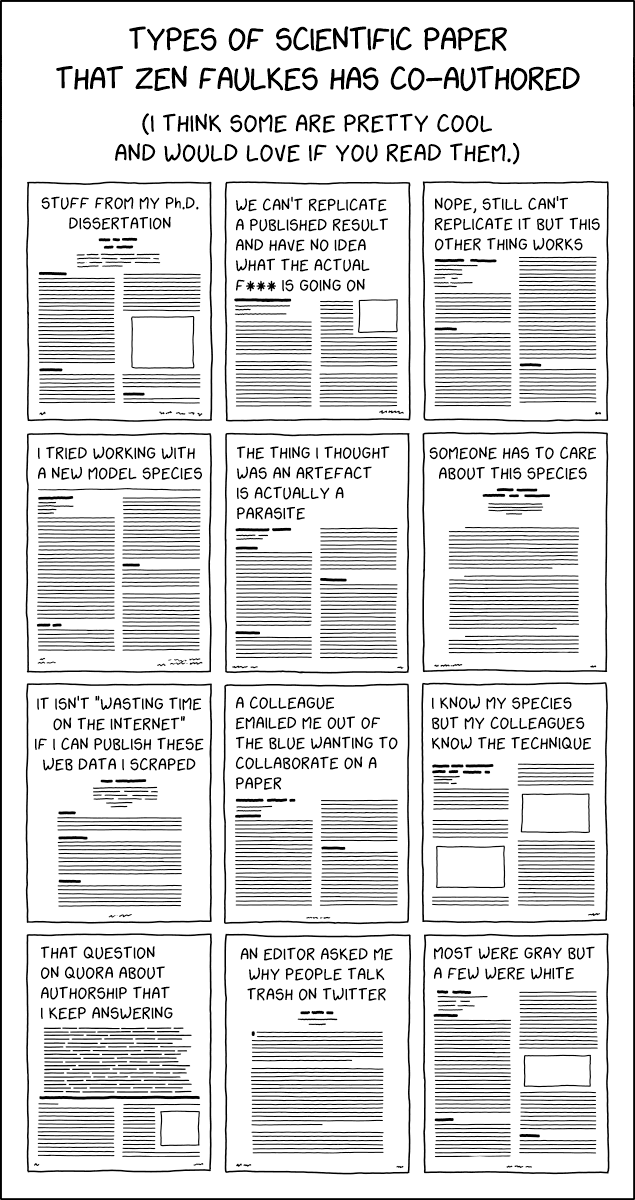 TYPES OF SCIENTIFIC PAPER
THAT ZEN FAULKES HAS CO-AUTHORED
(I THINK SOME ARE PRETTY COOL
AND WOULD LOVE IF YOU READ THEM.)
STUFF FROM MY Ph.D.
DISSERTATION
WE CAN'T REPLICATE
A PUBLISHED RESULT
AND HAVE NO IDEA
WHAT THE ACTUAL
F*** IS GOING ON
NOPE, STILL CAN'T
REPLICATE IT BUT THIS
OTHER THING WORKS
I TRIED WORKING WITH
A NEW MODEL SPECIES
THE THING I THOUGHT
WAS AN ARTEFACT
IS ACTUALLY A
PARASITE
SOMEONE HAS TO CARE
ABOUT THIS SPECIES
IT ISN'T "WASTING TIME
ON THE INTERNET"
IF I CAN PUBLISH THESE
WEB DATA I SCRAPED
A COLLEAGUE
EMAILED ME OUT OF
THE BLUE WANTING TO
COLLABORATE ON A
PAPER
I KNOW MY SPECIES
BUT MY COLLEAGUES
KNOW THE TECHNIQUE
THAT QUESTION
ON QUORA ABOUT
AUTHORSHIP THAT
I KEEP ANSWERING
AN EDITOR ASKED ME
WHY PEOPLE TALK
TRASH ON TWITTER
MOST WERE GRAY BUT
A FEW WERE WHITE